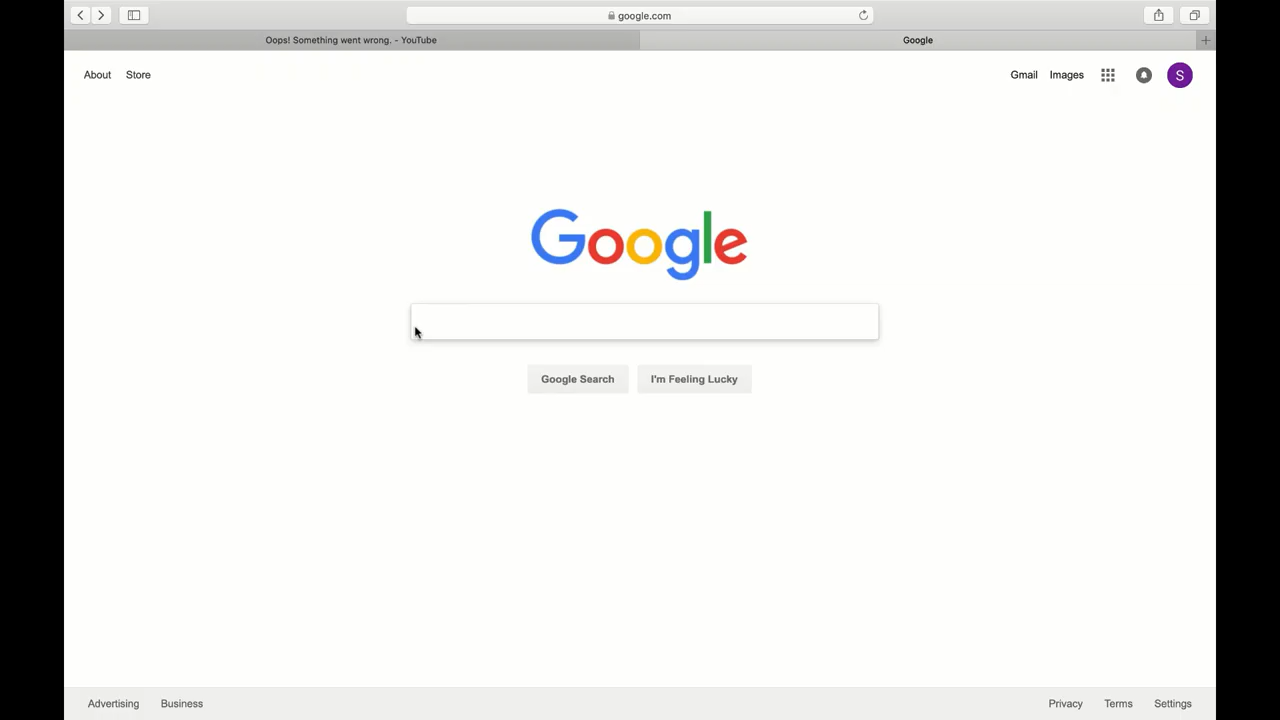 google.com
Oops! Something went wrong. - YouTube
Google
About Store
Gmail Images
S
Google
Google Search
I'm Feeling Lucky
Advertising Business
Privacy Terms Settings